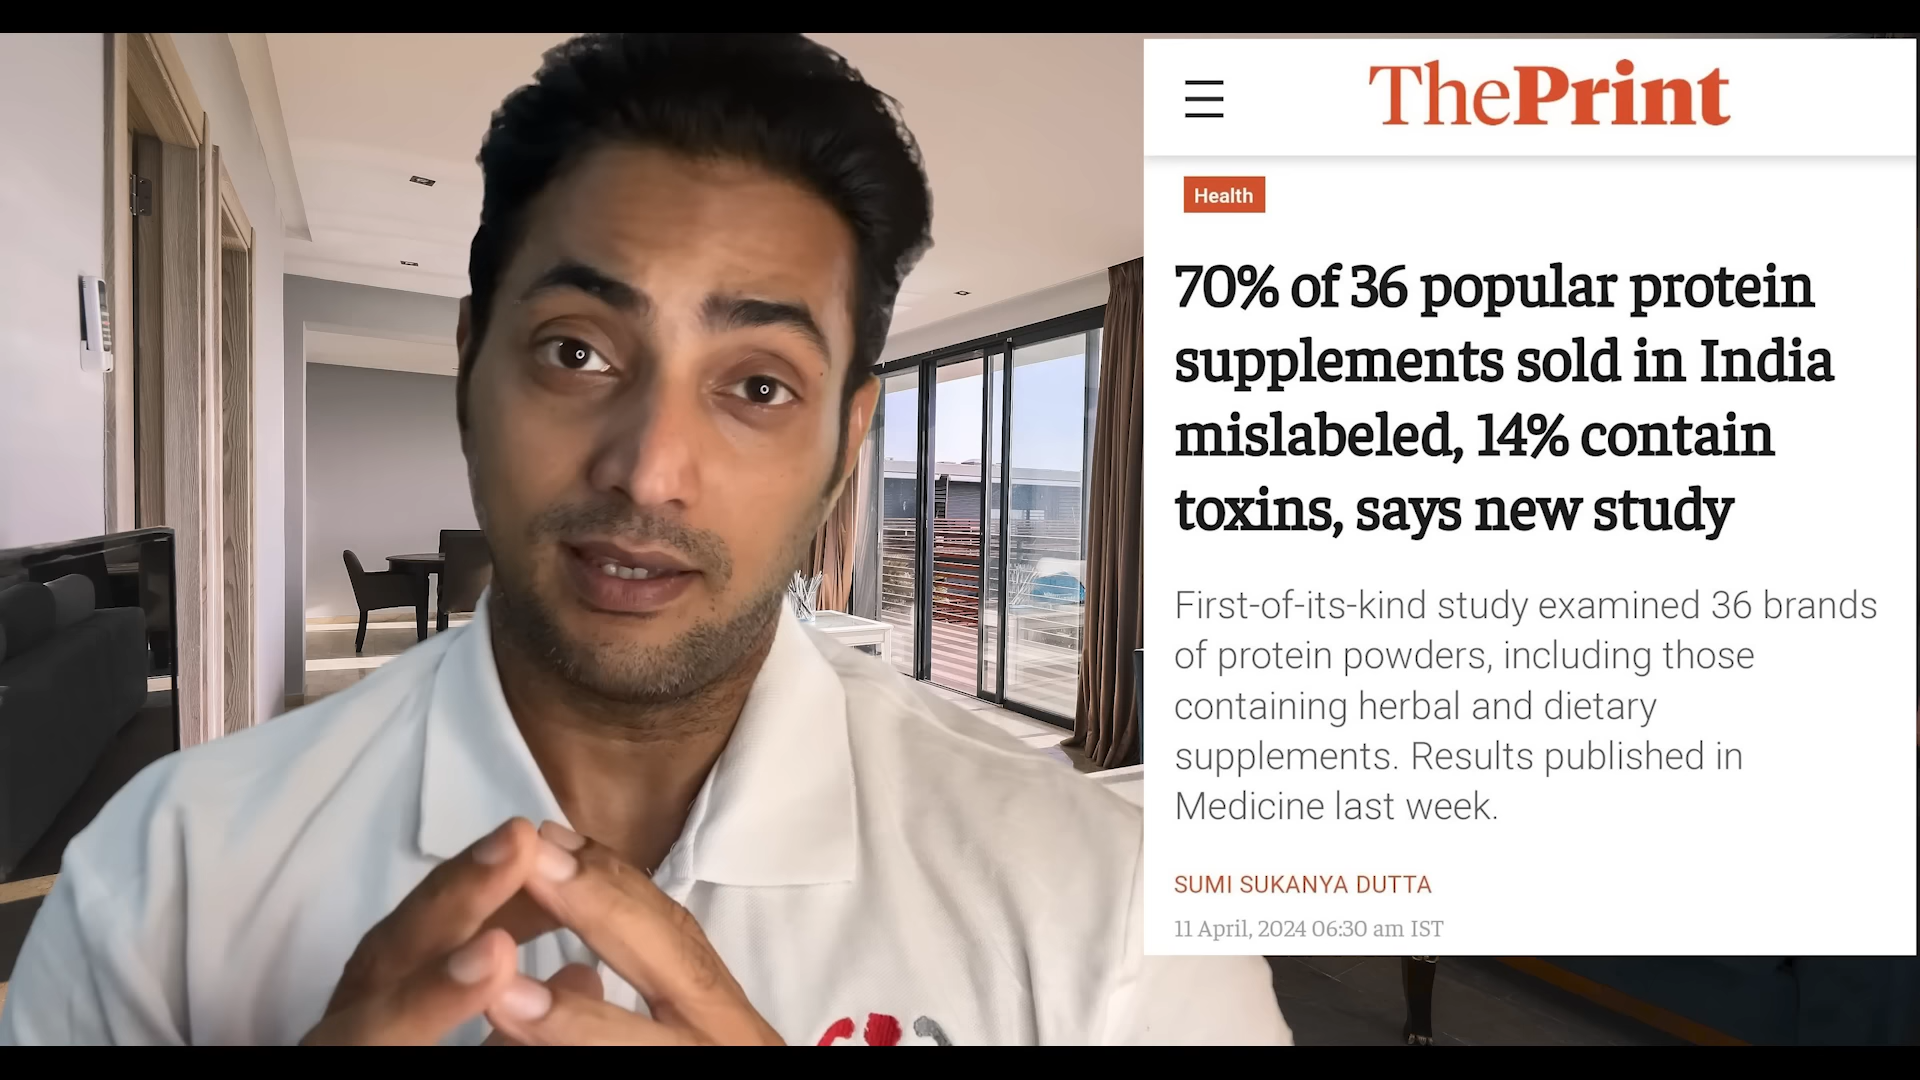 ThePrint
Health
70% of 36 popular protein
supplements sold in India
mislabeled, 14% contain
toxins, says new study
First-of-its-kind study examined 36 brands
of protein powders, including those
containing herbal and dietary
supplements. Results published in
Medicine last week.
SUMI SUKANYA DUTTA
11 April, 2024 06:30 am IST